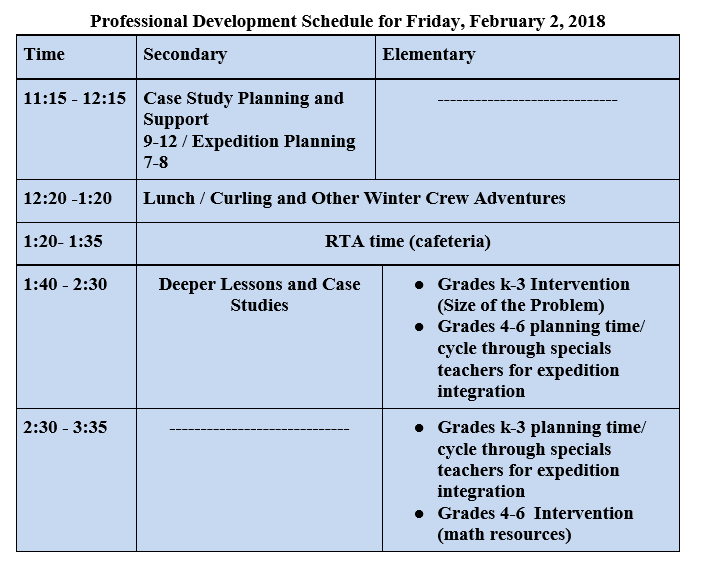 Professional Development Schedule for Friday, February 2, 2018
Time
Secondary
Elementary
11:15 - 12:15
Case Study Planning and
Support
9-12 / Expedition Planning
7-8
-----------------------------
12:20 -1:20
Lunch / Curling and Other Winter Crew Adventures
1:20- 1:35
RTA time (cafeteria)
1:40 - 2:30
Deeper Lessons and Case
Studies
● Grades k-3 Intervention
(Size of the Problem)
● Grades 4-6 planning time/
cycle through specials
teachers for expedition
integration
2:30 - 3:35
-----------------------------
● Grades k-3 planning time/
cycle through specials
teachers for expedition
integration
● Grades 4-6  Intervention
(math resources)